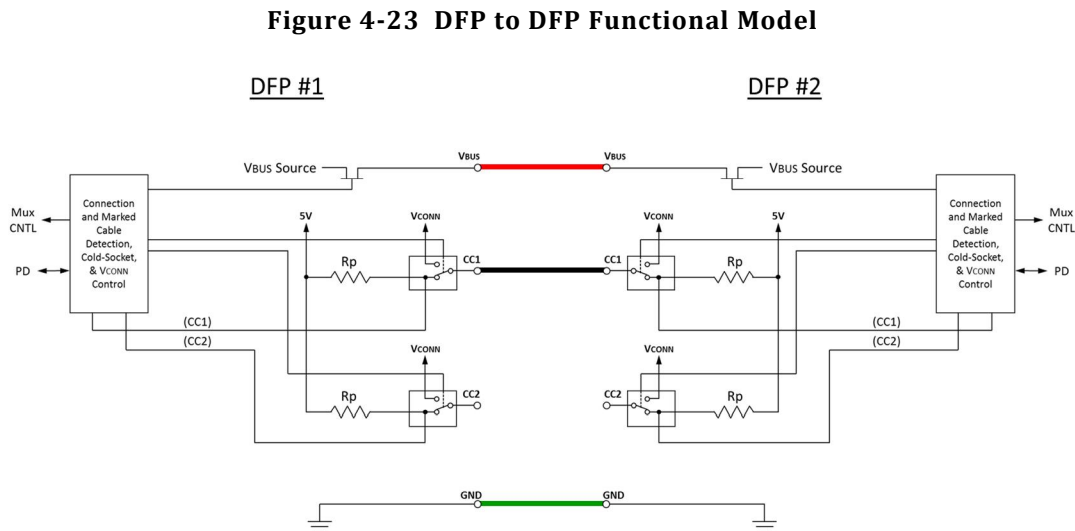 Figure 4-23 DFP to DFP Functional Model
DFP #1
DFP #2
VBUS Source
VBUS
VBUS
VBUS Source
Connection
and Marked
Cable
Detection,
Cold-Socket,
& VCONN
Control
Mux
CNTL
PD
5V
VCONN
Rp
CC1
CC1
VCONN
5V
Rp
Connection
and Marked
Cable
Detection,
Cold-Socket,
& VCONN
Control
Mux
CNTL
PD
(CC1)
(CC2)
(CC1)
(CC2)
VCONN
Rp
CC2
CC2
VCONN
Rp
GND
GND